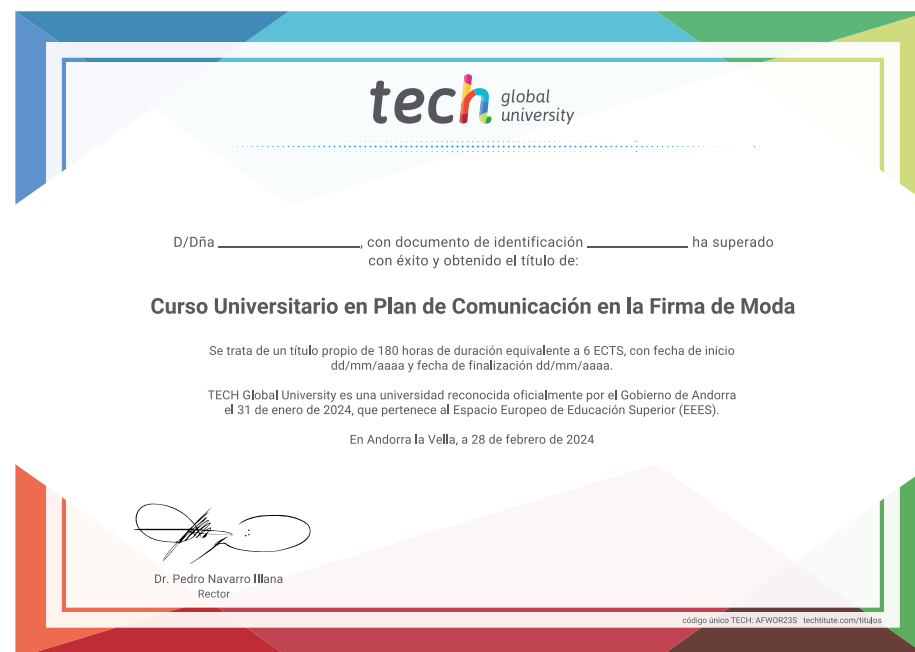 tech global university
D/Dña ____________, con documento de identificación ____________ ha superado
con éxito y obtenido el título de:
Curso Universitario en Plan de Comunicación en la Firma de Moda
Se trata de un título propio de 180 horas de duración equivalente a 6 ECTS, con fecha de inicio
dd/mm/aaaa y fecha de finalización dd/mm/aaaa.
TECH Global University es una universidad reconocida oficialmente por el Gobierno de Andorra
el 31 de enero de 2024, que pertenece al Espacio Europeo de Educación Superior (EEES).
En Andorra la Vella, a 28 de febrero de 2024
Dr. Pedro Navarro Illana
Rector
código único TECH: AFWOR23S techtitute.com/titulos